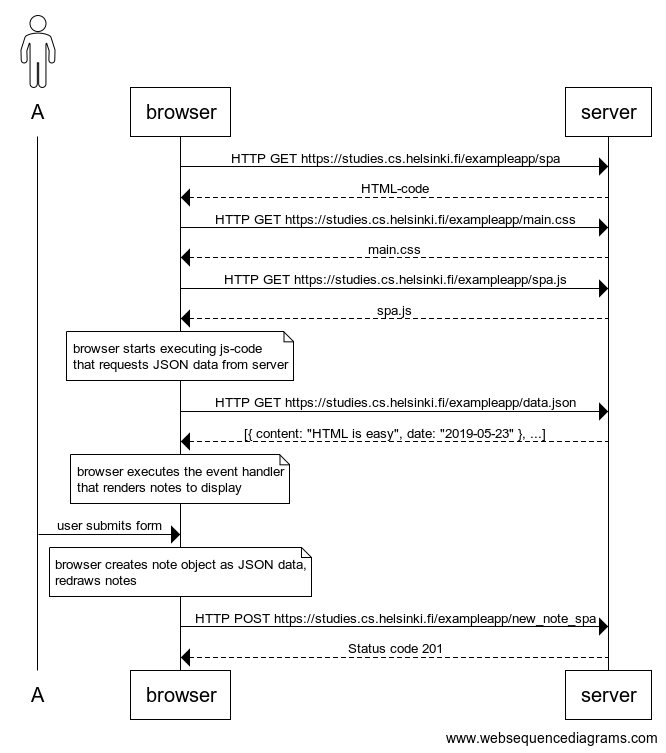 A
browser
server
HTTP GET https://studies.cs.helsinki.fi/exampleapp/spa
HTML-code
HTTP GET https://studies.cs.helsinki.fi/exampleapp/main.css
main.css
HTTP GET https://studies.cs.helsinki.fi/exampleapp/spa.js
spa.js
browser starts executing js-code
that requests JSON data from server
HTTP GET https://studies.cs.helsinki.fi/exampleapp/data.json
[{ content: "HTML is easy", date: "2019-05-23" }, ...]
browser executes the event handler
that renders notes to display
user submits form
browser creates note object as JSON data,
redraws notes
HTTP POST https://studies.cs.helsinki.fi/exampleapp/new_note_spa
Status code 201
A
browser
server
www.websequencediagrams.com